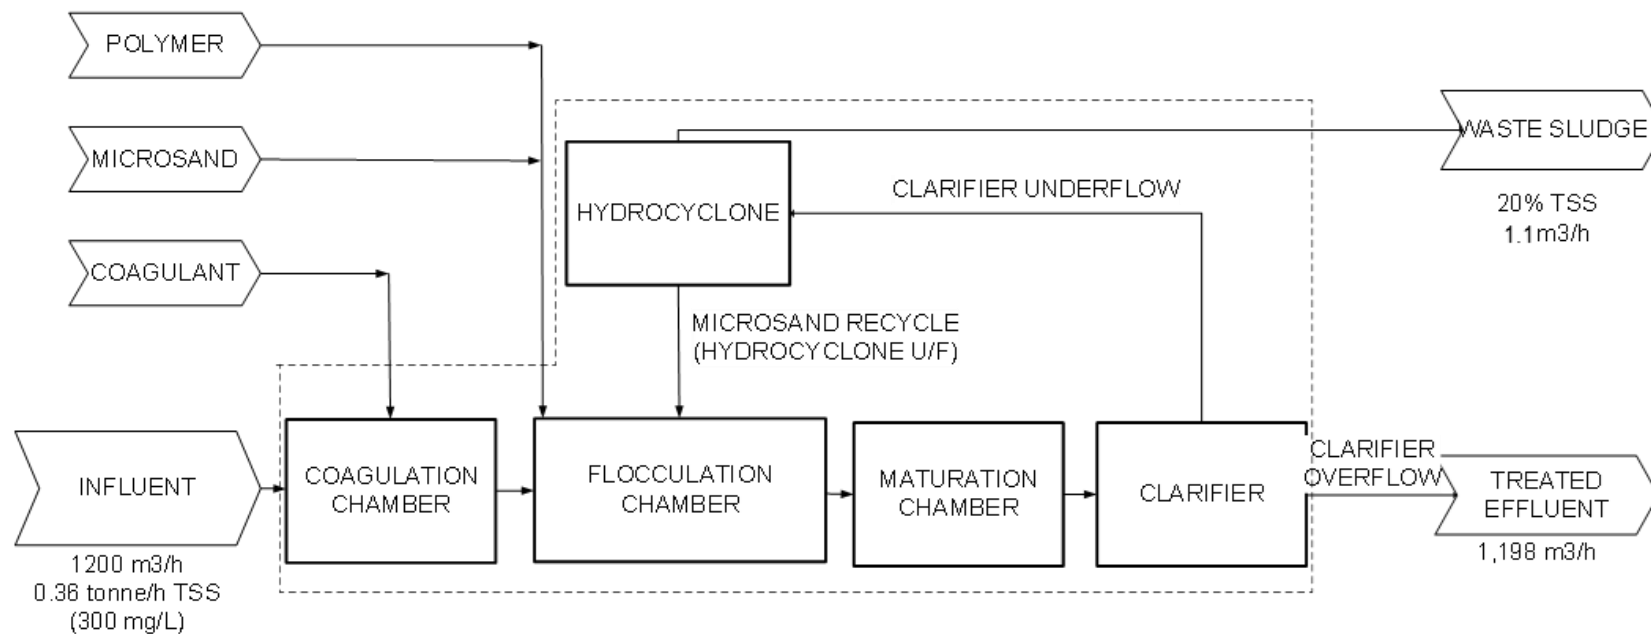 POLYMER
MICROSAND
COAGULANT
HYDROCYCLONE
CLARIFIER UNDERFLOW
WASTE SLUDGE
20% TSS
1.1m3/h
MICROSAND RECYCLE
(HYDROCYCLONE U/F)
INFLUENT
1200 m3/h
0.36 tonne/h TSS
(300 mg/L)
COAGULATION
CHAMBER
FLOCCULATION
CHAMBER
MATURATION
CHAMBER
CLARIFIER
CLARIFIER
OVERFLOW
TREATED
EFFLUENT
1,198 m3/h